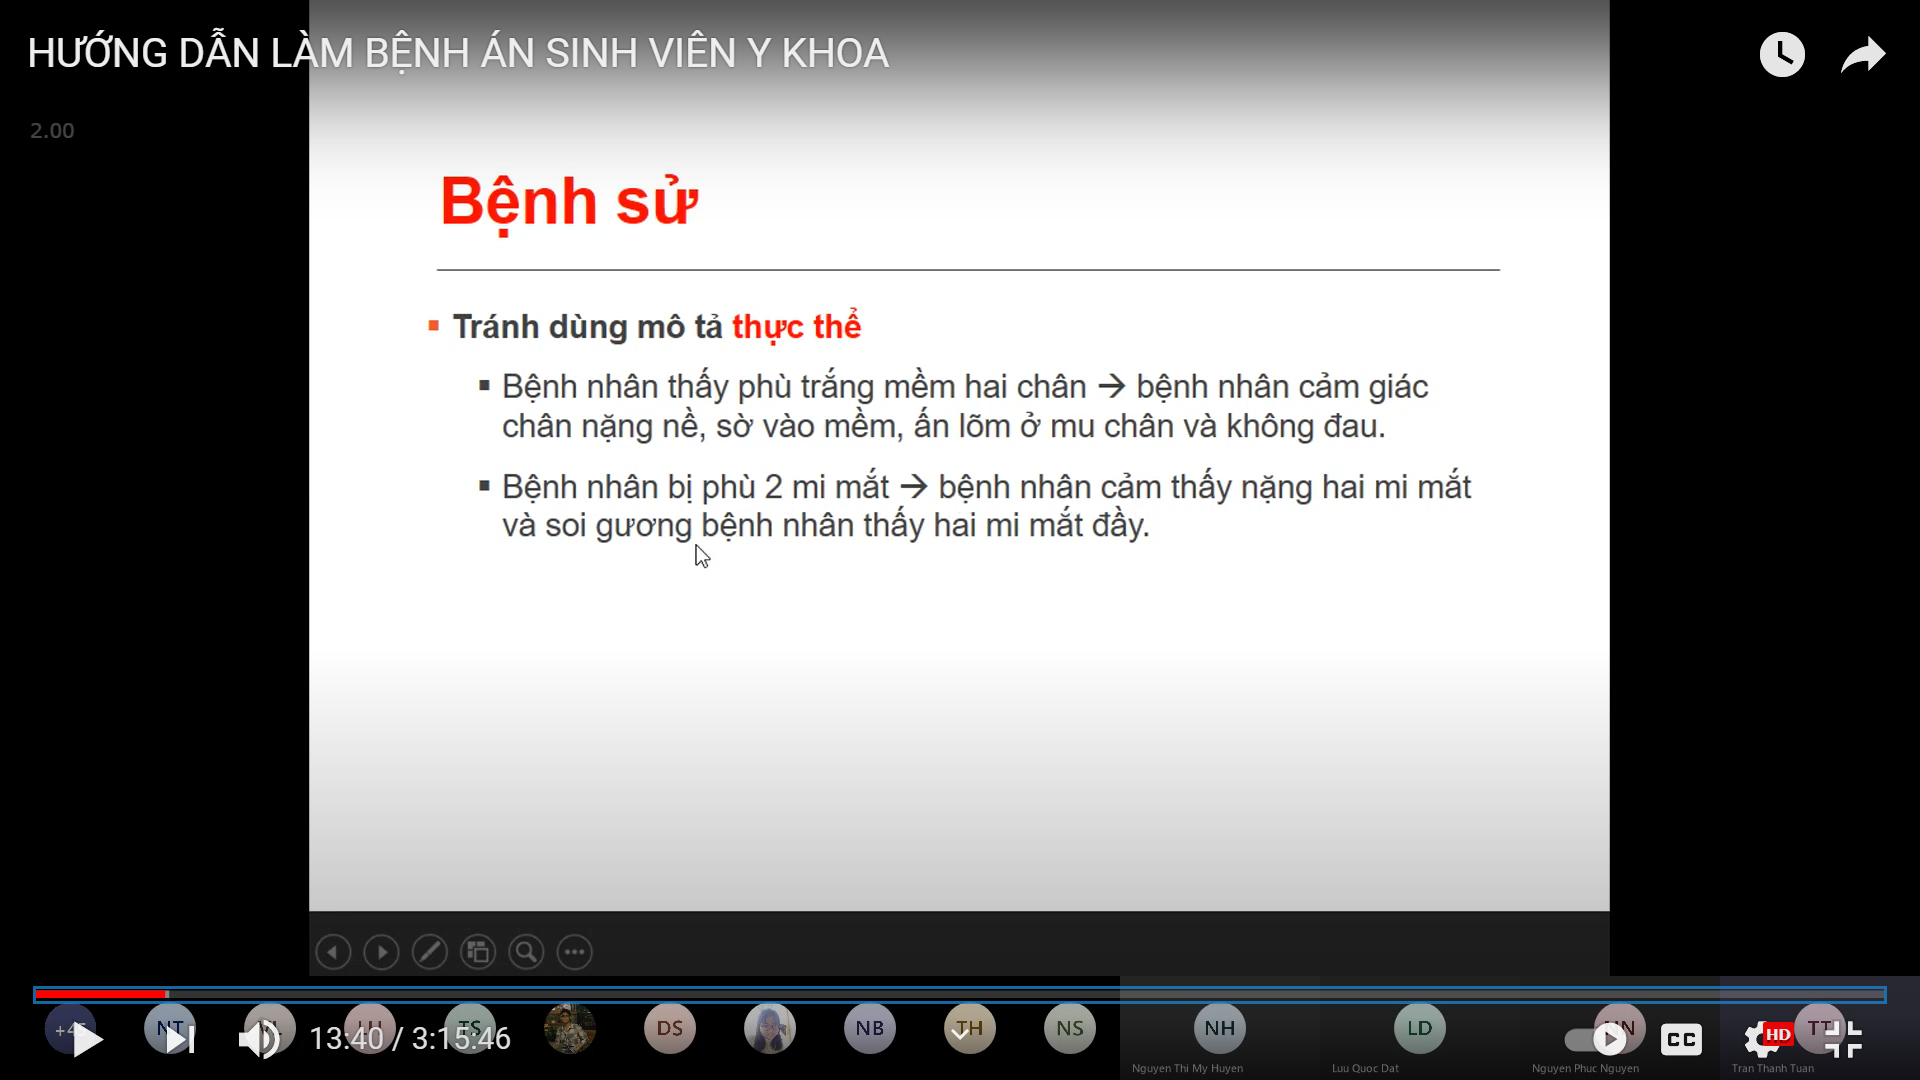 HƯỚNG DẪN LÀM BỆNH ÁN SINH VIÊN Y KHOA
2.00
Bệnh sử
Tránh dùng mô tả thực thể
Bệnh nhân thấy phù trắng mềm hai chân → bệnh nhân cảm giác
chân nặng nề, sờ vào mềm, ấn lõm ở mu chân và không đau.
Bệnh nhân bị phù 2 mi mắt → bệnh nhân cảm thấy nặng hai mi mắt
và soi gương bệnh nhân thấy hai mi mắt đầy.
NT TS DS NB TH NS NH LD TT
13:40 / 3:15:46
CC HD
Nguyen Thi My Huyen Luu Quoc Dat Nguyen Phuc Nguyen Tran Thanh Tuan